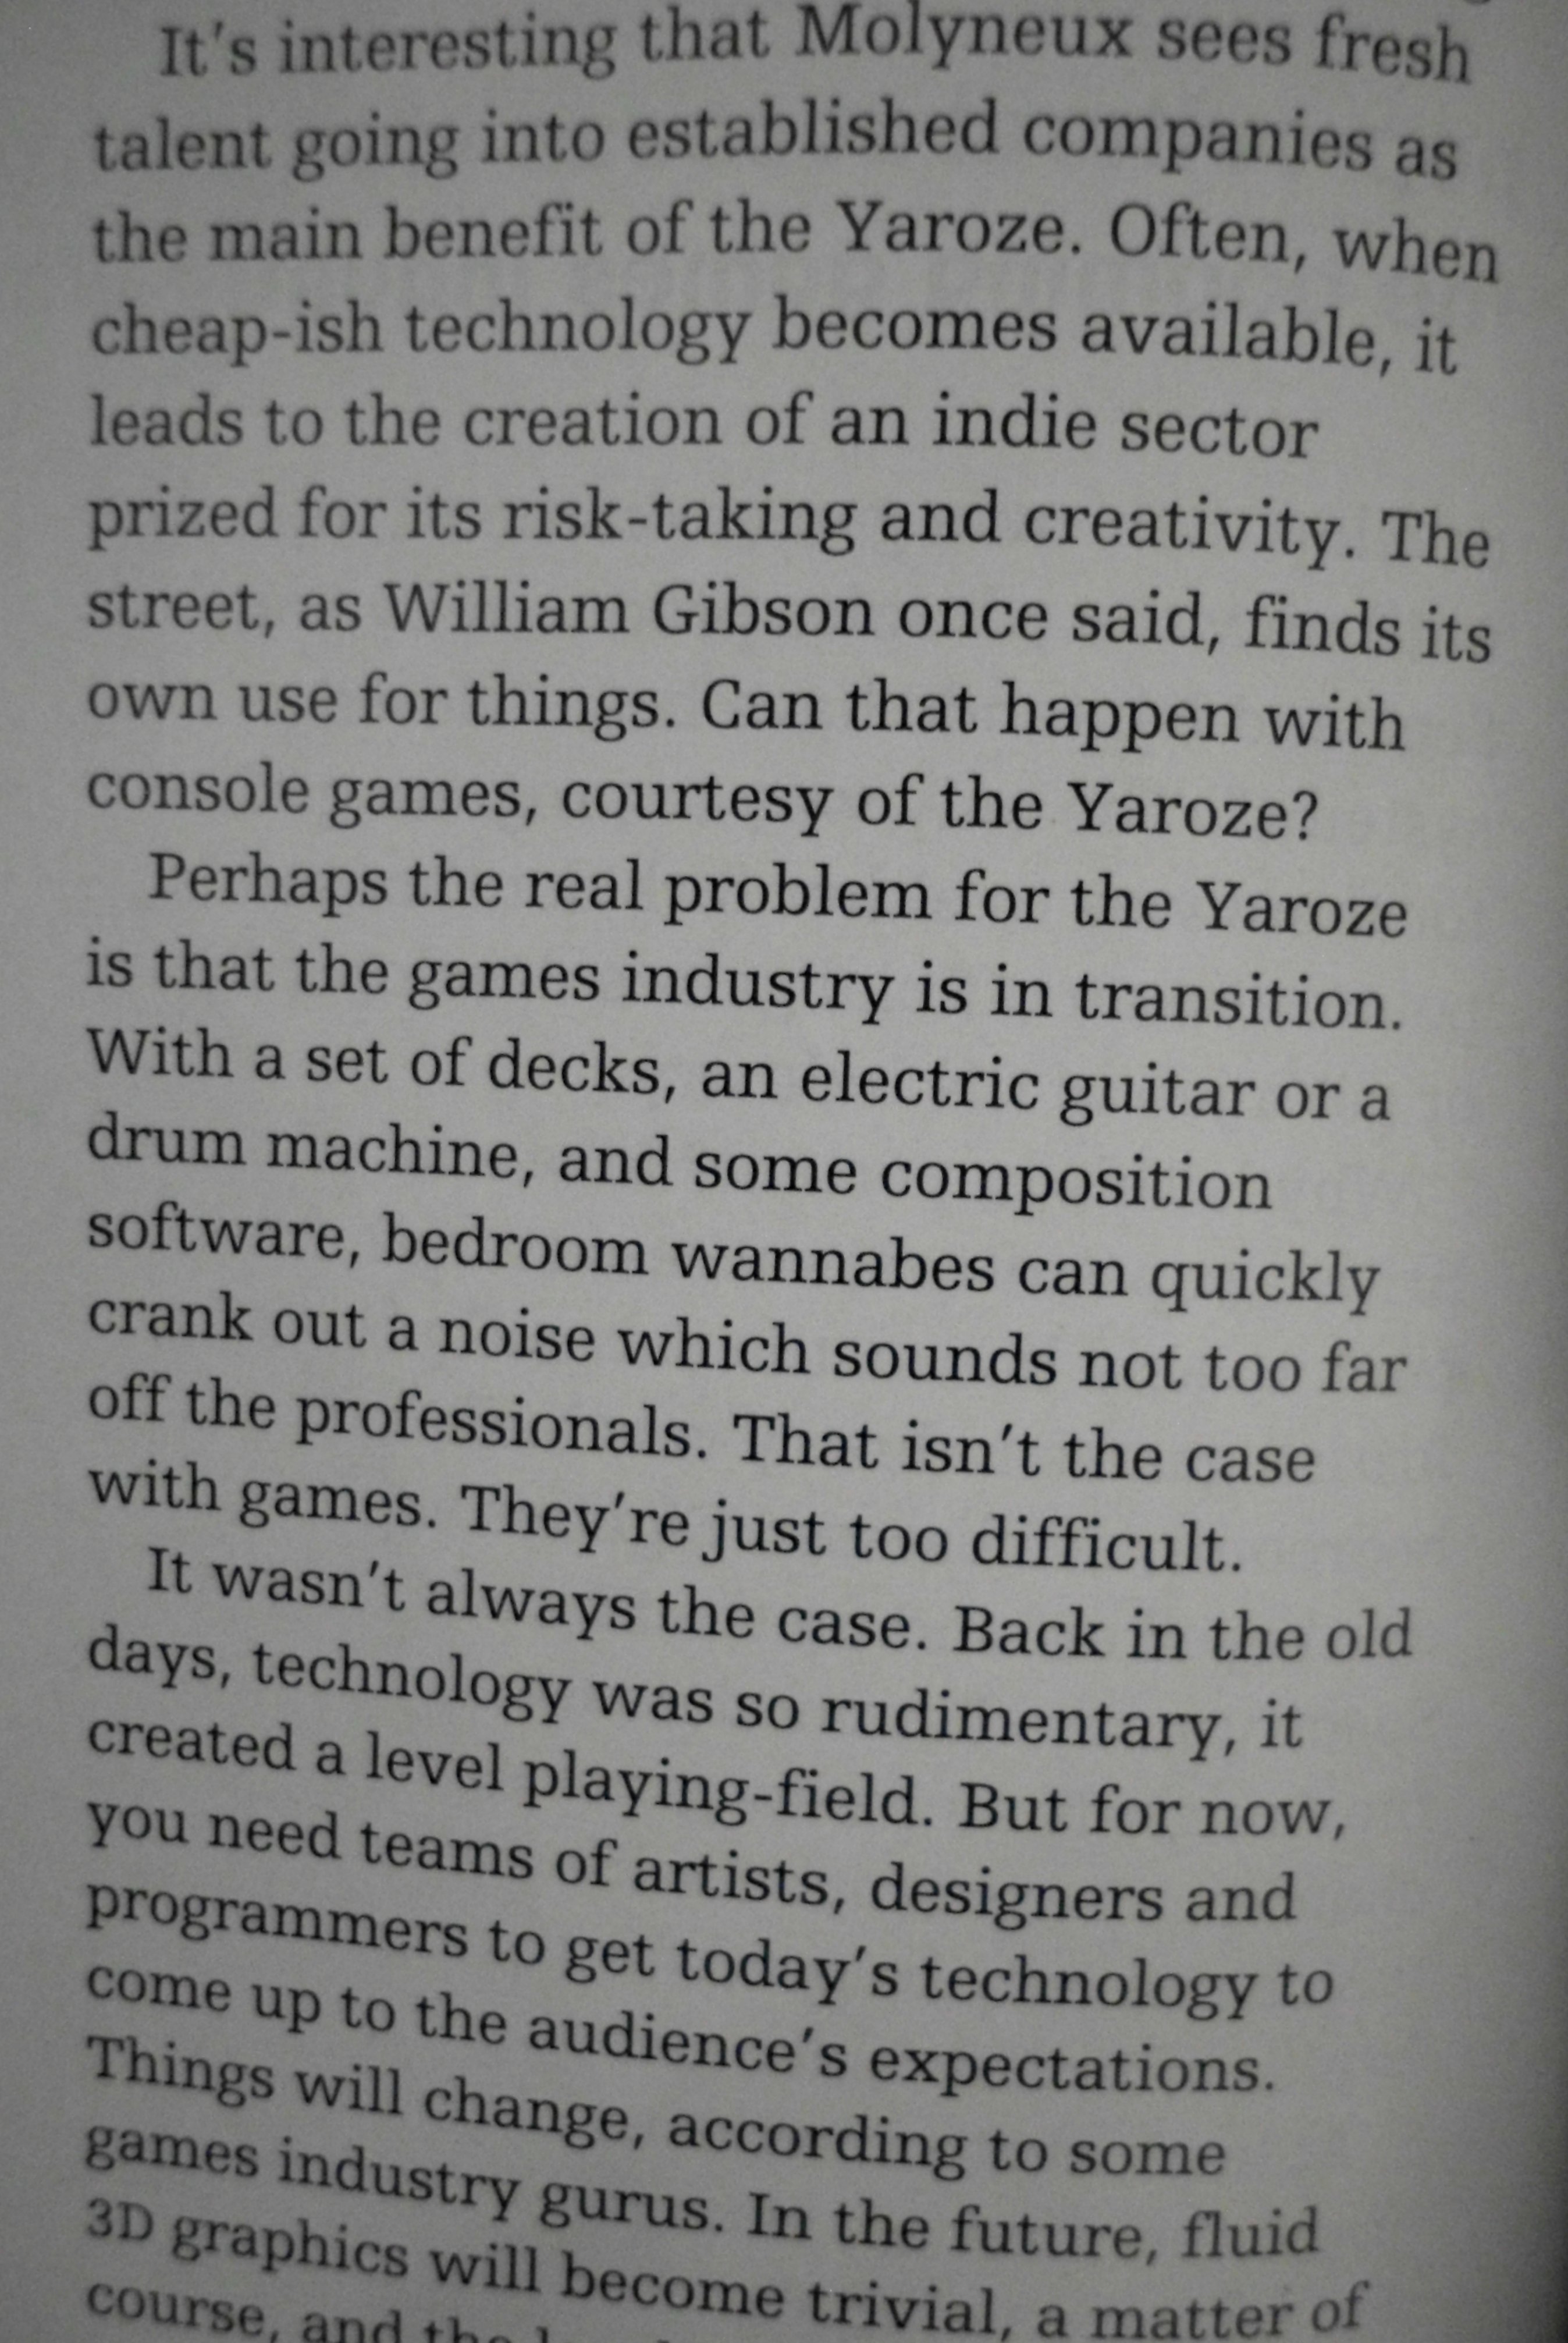 It's interesting that Molyneux sees fresh
talent going into established companies as
the main benefit of the Yaroze. Often, when
cheap-ish technology becomes available, it
leads to the creation of an indie sector
prized for its risk-taking and creativity. The
street, as William Gibson once said, finds its
own use for things. Can that happen with
console games, courtesy of the Yaroze?
Perhaps the real problem for the Yaroze
is that the games industry is in transition.
With a set of decks, an electric guitar or a
drum machine, and some composition
software, bedroom wannabes can quickly
crank out a noise which sounds not too far
off the professionals. That isn't the case
with games. They're just too difficult.
It wasn't always the case. Back in the old
days, technology was so rudimentary, it
created a level playing-field. But for now,
you need teams of artists, designers and
programmers to get today's technology to
come up to the audience's expectations.
Things will change, according to some
games industry gurus. In the future, fluid
3D graphics will become trivial, a matter of
course, and the